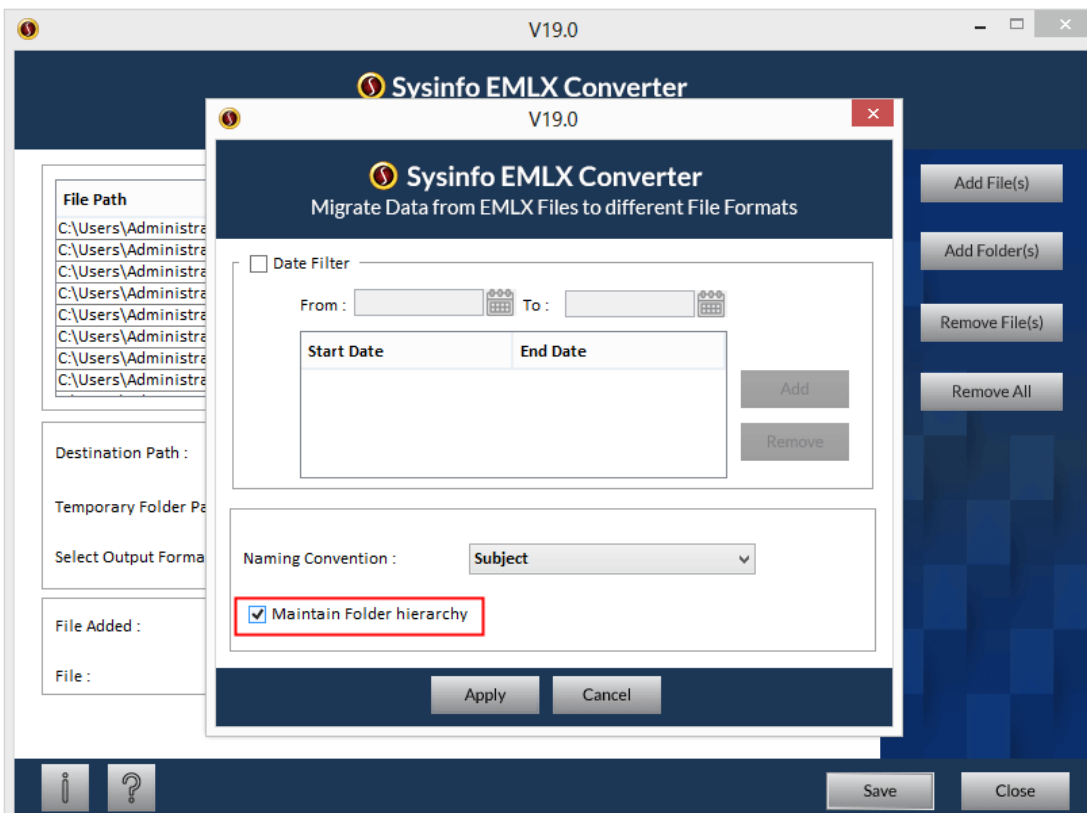 V19.0
Sysinfo EMLX Converter
V19.0
Sysinfo EMLX Converter
Migrate Data from EMLX Files to different File Formats
File Path
C:\Users\Administra
C:\Users\Administra
C:\Users\Administra
C:\Users\Administra
C:\Users\Administra
C:\Users\Administra
C:\Users\Administra
C:\Users\Administra
Date Filter
From :
To :
Start Date
End Date
Add
Remove
Add File(s)
Add Folder(s)
Remove File(s)
Remove All
Destination Path :
Temporary Folder Pa
Select Output Forma
Naming Convention :
Subject
Maintain Folder hierarchy
File Added :
File :
Apply
Cancel
Save
Close